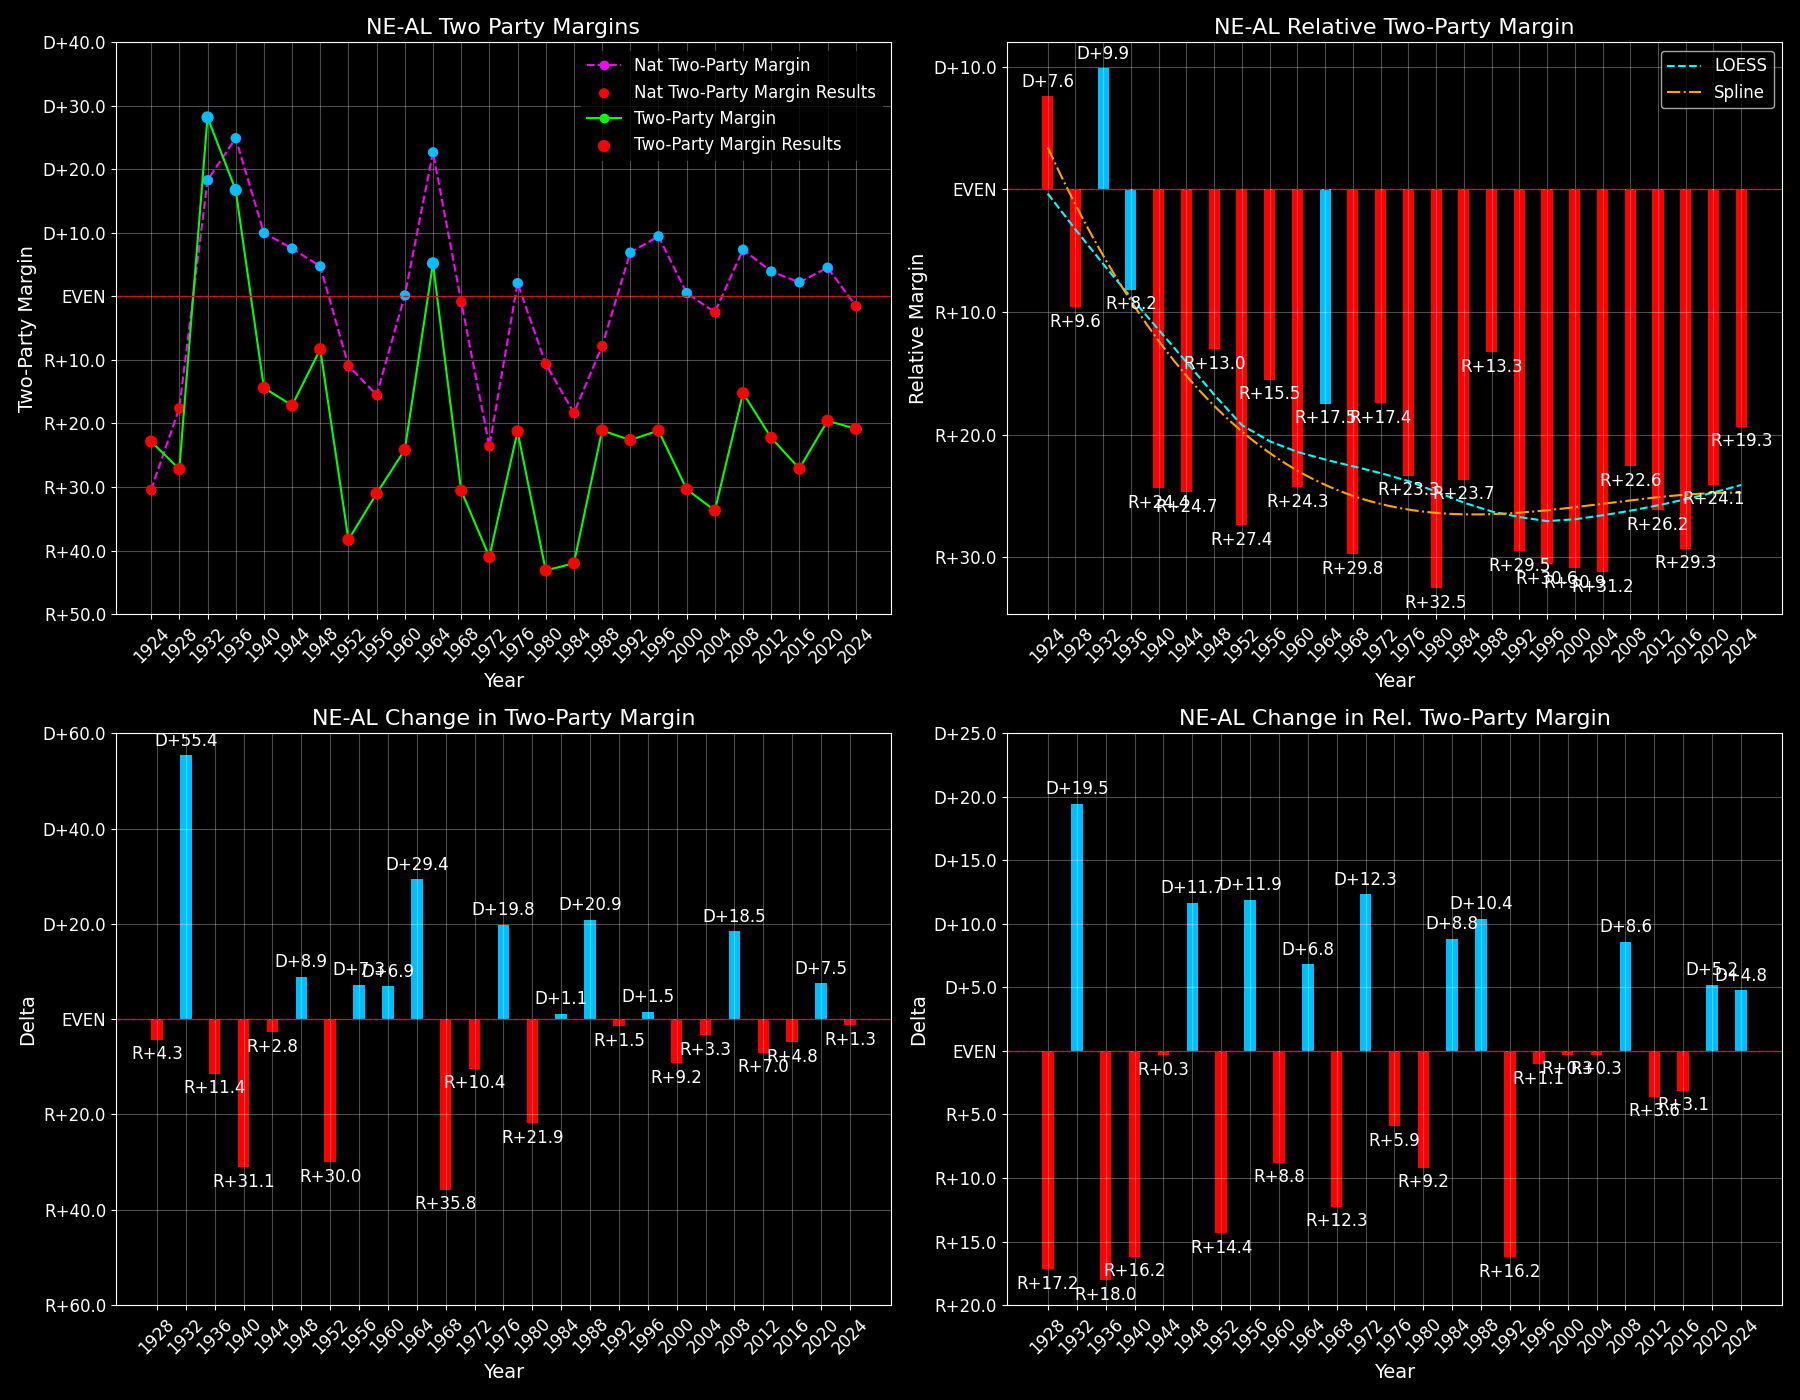 NE-AL Two Party Margins
D+40.0
D+30.0
D+20.0
D+10.0
EVEN
R+10.0
R+20.0
R+30.0
R+40.0
R+50.0
Two-Party Margin
Nat Two-Party Margin
Nat Two-Party Margin Results
Two-Party Margin
Two-Party Margin Results
1924 1928 1932 1936 1940 1944 1948 1952 1956 1960 1964 1968 1972 1976 1980 1984 1988 1992 1996 2000 2004 2008 2012 2016 2020 2024
Year
NE-AL Relative Two-Party Margin
D+10.0
EVEN
R+10.0
R+20.0
R+30.0
Relative Margin
LOESS
Spline
D+7.6
R+9.6
D+9.9
R+8.2
R+24.4
R+24.7
R+13.0
R+27.4
R+15.5
R+24.3
R+17.5
R+29.8
R+17.4
R+23.3
R+32.5
R+23.7
R+13.3
R+29.5
R+30.6
R+30.9
R+31.2
R+22.6
R+26.2
R+29.3
R+24.1
R+19.3
1924 1928 1932 1936 1940 1944 1948 1952 1956 1960 1964 1968 1972 1976 1980 1984 1988 1992 1996 2000 2004 2008 2012 2016 2020 2024
Year
NE-AL Change in Two-Party Margin
D+60.0
D+40.0
D+20.0
EVEN
R+20.0
R+40.0
R+60.0
Delta
R+4.3
D+55.4
R+11.4
R+31.1
R+2.8
D+8.9
R+30.0
D+7.3
D+6.9
D+29.4
R+35.8
R+10.4
D+19.8
R+21.9
D+1.1
D+20.9
R+1.5
D+1.5
R+9.2
R+3.3
D+18.5
R+7.0
R+4.8
D+7.5
R+1.3
1928 1932 1936 1940 1944 1948 1952 1956 1960 1964 1968 1972 1976 1980 1984 1988 1992 1996 2000 2004 2008 2012 2016 2020 2024
Year
NE-AL Change in Rel. Two-Party Margin
D+25.0
D+20.0
D+15.0
D+10.0
D+5.0
EVEN
R+5.0
R+10.0
R+15.0
R+20.0
Delta
R+17.2
D+19.5
R+18.0
R+16.2
R+0.3
D+11.7
R+14.4
D+11.9
R+8.8
D+6.8
R+12.3
D+12.3
R+5.9
R+9.2
D+8.8
D+10.4
R+16.2
R+1.1
R+0.3
R+0.3
D+8.6
R+3.6
R+3.1
D+5.2
D+4.8
1928 1932 1936 1940 1944 1948 1952 1956 1960 1964 1968 1972 1976 1980 1984 1988 1992 1996 2000 2004 2008 2012 2016 2020 2024
Year